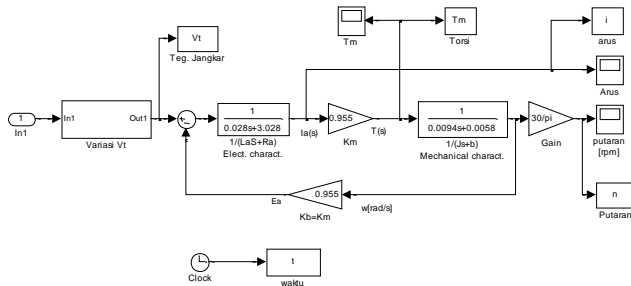 Vt
Teg. Jangkar
Tm
Tm
Torsi
i
arus
Arus
1
In1
In1
Out1
Variasi Vt
1
0.028s+3.028
1/(LaS+Ra)
Elect. charact.
Ia(s)
0.955
Km
T(s)
1
0.0094s+0.0058
1/(Js+b)
Mechanical charact.
30/pi
Gain
putaran
[rpm]
n
Putaran
Ea
0.955
Kb=Km
w[rad/s]
Clock
t
waktu